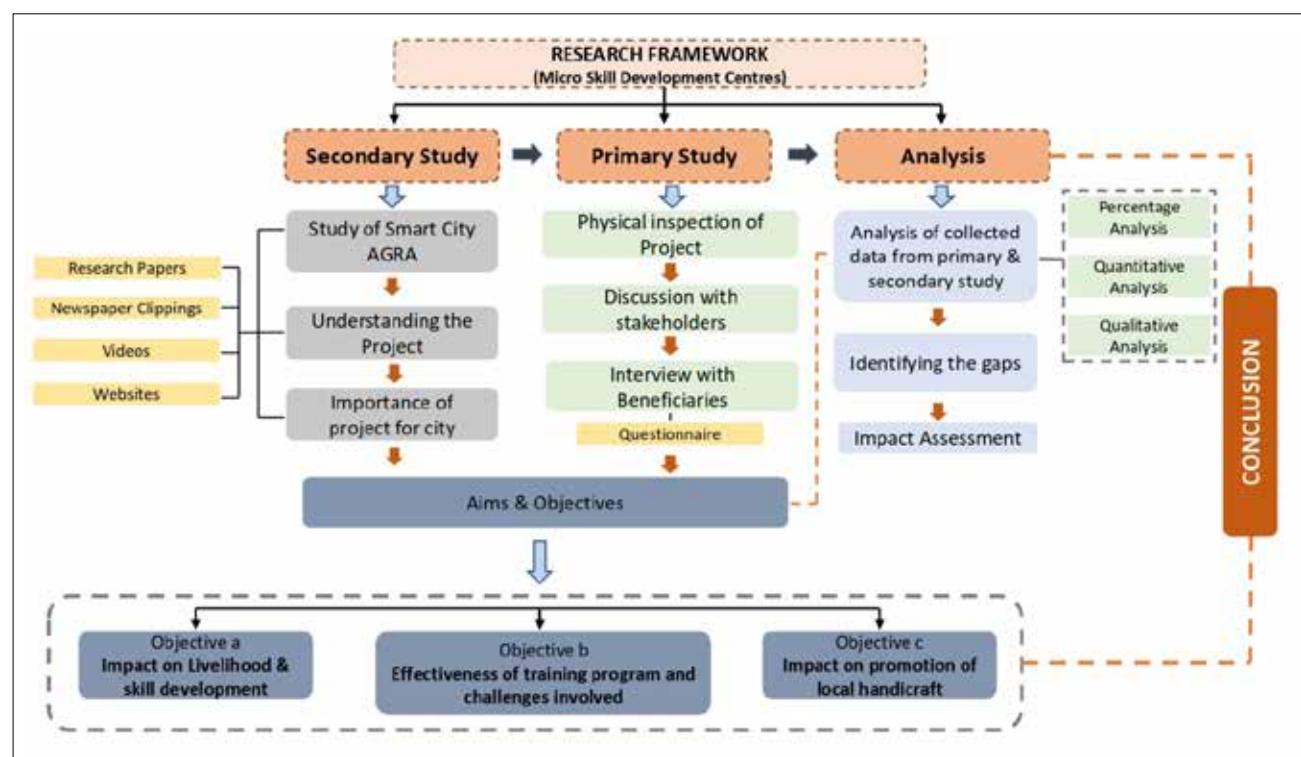 RESEARCH FRAMEWORK
(Micro Skill Development Centres)
Secondary Study
Primary Study
Analysis
Study of Smart City
AGRA
Understanding the
Project
Importance of
project for city
Research Papers
Newspaper Clippings
Videos
Websites
Physical inspection of
Project
Discussion with
stakeholders
Interview with
Beneficiaries
Questionnaire
Analysis of collected
data from primary &
secondary study
Identifying the gaps
Impact Assessment
Percentage
Analysis
Quantitative
Analysis
Qualitative
Analysis
CONCLUSION
Aims & Objectives
Objective a
Impact on Livelihood &
skill development
Objective b
Effectiveness of training program and
challenges involved
Objective c
Impact on promotion of
local handicraft